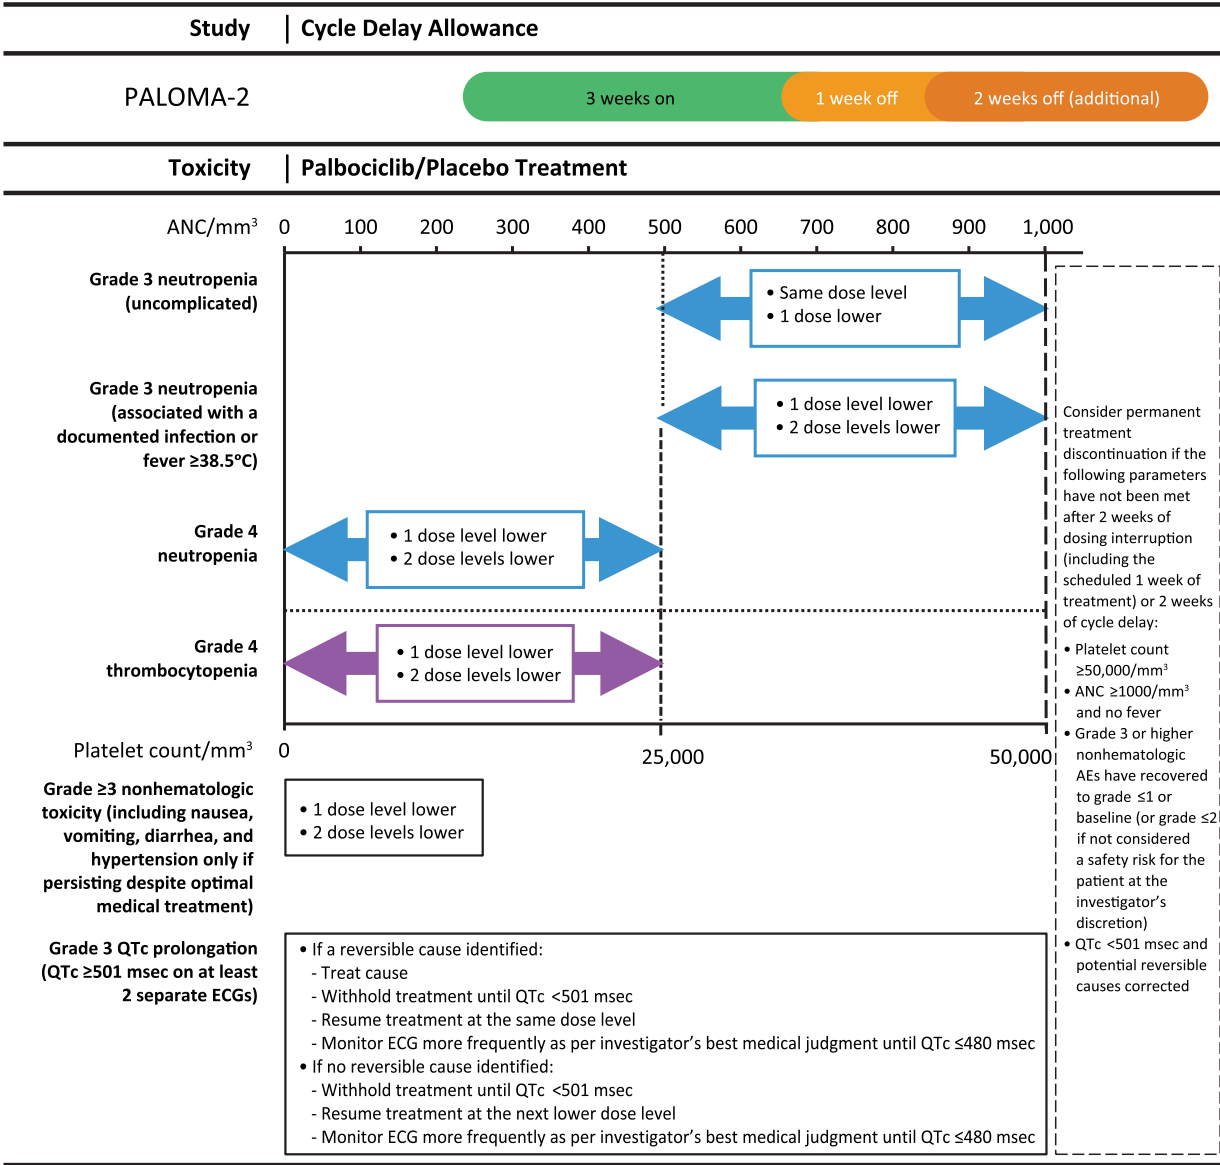 Study | Cycle Delay Allowance
PALOMA-2
3 weeks on
1 week off
2 weeks off (additional)
Toxicity | Palbociclib/Placebo Treatment
ANC/mm³
0 100 200 300 400 500 600 700 800 900 1,000
Grade 3 neutropenia
(uncomplicated)
• Same dose level
• 1 dose lower
Grade 3 neutropenia
(associated with a
documented infection or
fever ≥38.5°C)
• 1 dose level lower
• 2 dose levels lower
Grade 4
neutropenia
• 1 dose level lower
• 2 dose levels lower
Grade 4
thrombocytopenia
• 1 dose level lower
• 2 dose levels lower
Platelet count/mm³
0 25,000 50,000
Grade ≥3 nonhematologic
toxicity (including nausea,
vomiting, diarrhea, and
hypertension only if
persisting despite optimal
medical treatment)
• 1 dose level lower
• 2 dose levels lower
Grade 3 QTc prolongation
(QTc ≥501 msec on at least
2 separate ECGs)
• If a reversible cause identified:
- Treat cause
- Withhold treatment until QTc <501 msec
- Resume treatment at the same dose level
- Monitor ECG more frequently as per investigator's best medical judgment until QTc ≤480 msec
• If no reversible cause identified:
- Withhold treatment until QTc <501 msec
- Resume treatment at the next lower dose level
- Monitor ECG more frequently as per investigator's best medical judgment until QTc ≤480 msec
Consider permanent
treatment
discontinuation if the
following parameters
have not been met
after 2 weeks of
dosing interruption
(including the
scheduled 1 week of
treatment) or 2 weeks
of cycle delay:
• Platelet count
≥50,000/mm³
• ANC ≥1000/mm³
and no fever
• Grade 3 or higher
nonhematologic
AEs have recovered
to grade ≤1 or
baseline (or grade ≤2
if not considered
a safety risk for the
patient at the
investigator's
discretion)
• QTc <501 msec and
potential reversible
causes corrected